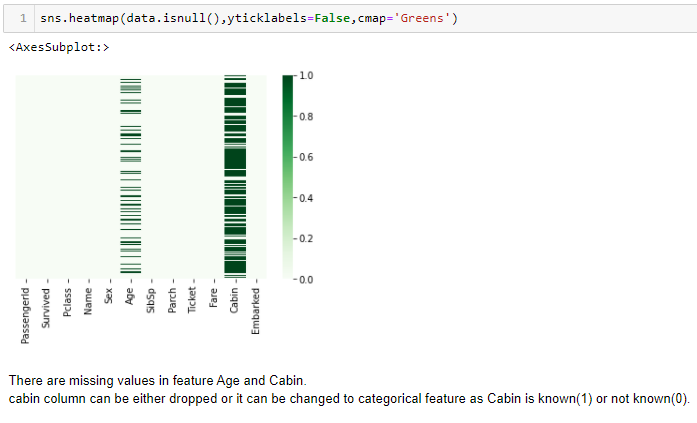 1 sns.heatmap(data.isnull(),yticklabels=False,cmap='Greens')
<AxesSubplot:>
1.0
0.8
0.6
0.4
0.2
0.0
PassengerId
Survived
Pclass
Name
Sex
Age
SibSp
Parch
Ticket
Fare
Cabin
Embarked
There are missing values in feature Age and Cabin.
cabin column can be either dropped or it can be changed to categorical feature as Cabin is known(1) or not known(0).